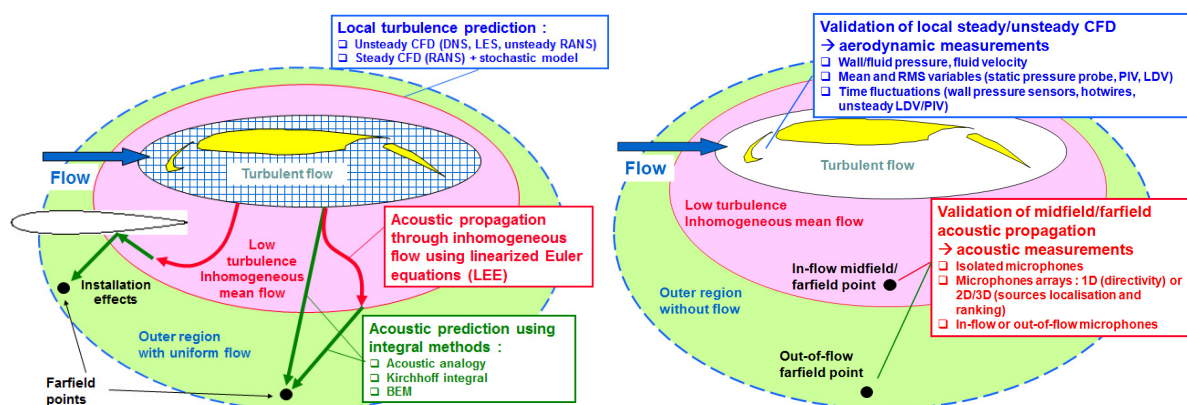 Local turbulence prediction :
❑ Unsteady CFD (DNS, LES, unsteady RANS)
❑ Steady CFD (RANS) + stochastic model
Flow
Turbulent flow
Acoustic propagation
through inhomogeneous
flow using linearized Euler
equations (LEE)
Low
turbulence
Inhomogeneous
mean flow
Installation
effects
Outer region
with uniform flow
Acoustic prediction using
integral methods :
❑ Acoustic analogy
❑ Kirchhoff integral
❑ BEM
Farfield
points
Validation of local steady/unsteady CFD
→ aerodynamic measurements
❑ Wall/fluid pressure, fluid velocity
❑ Mean and RMS variables (static pressure probe, PIV, LDV)
❑ Time fluctuations (wall pressure sensors, hotwires,
unsteady LDV/PIV)
Flow
Turbulent flow
Low turbulence
Inhomogeneous mean flow
Validation of midfield/farfield
acoustic propagation
→ acoustic measurements
❑ Isolated microphones
❑ Microphones arrays : 1D (directivity) or
2D/3D (sources localisation and
ranking)
❑ In-flow or out-of-flow microphones
In-flow midfield/
farfield point
Outer region
without flow
Out-of-flow
farfield point